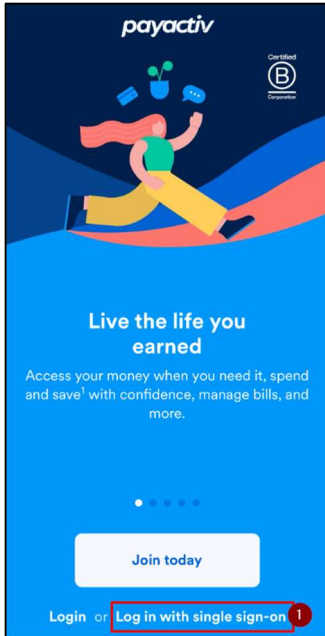 payactiv
Certified
B
Corporation
Live the life you
earned
Access your money when you need it, spend
and save¹ with confidence, manage bills, and
more.
Join today
Login or Log in with single sign-on 1